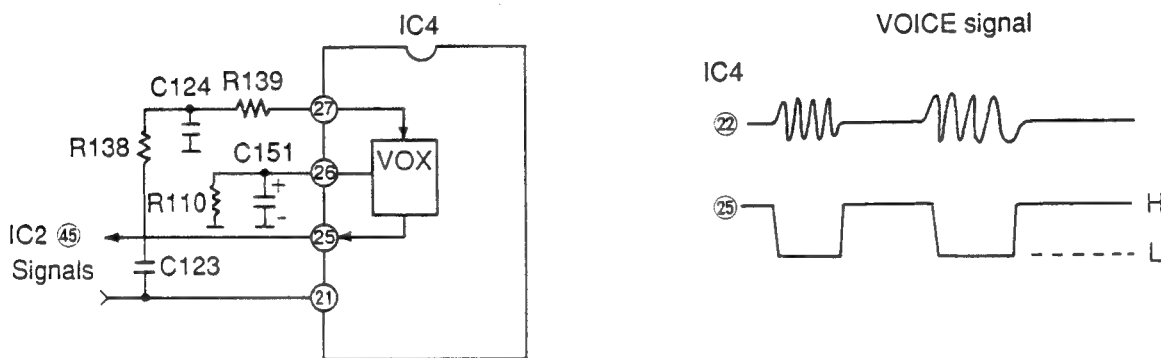 IC4
VOICE signal
C124 R139
IC4
㉗
㉒
R138
VOX
C151
㉖
+
R110
-
㉕
H
IC2 ㊺
㉕
L
Signals
C123
㉑